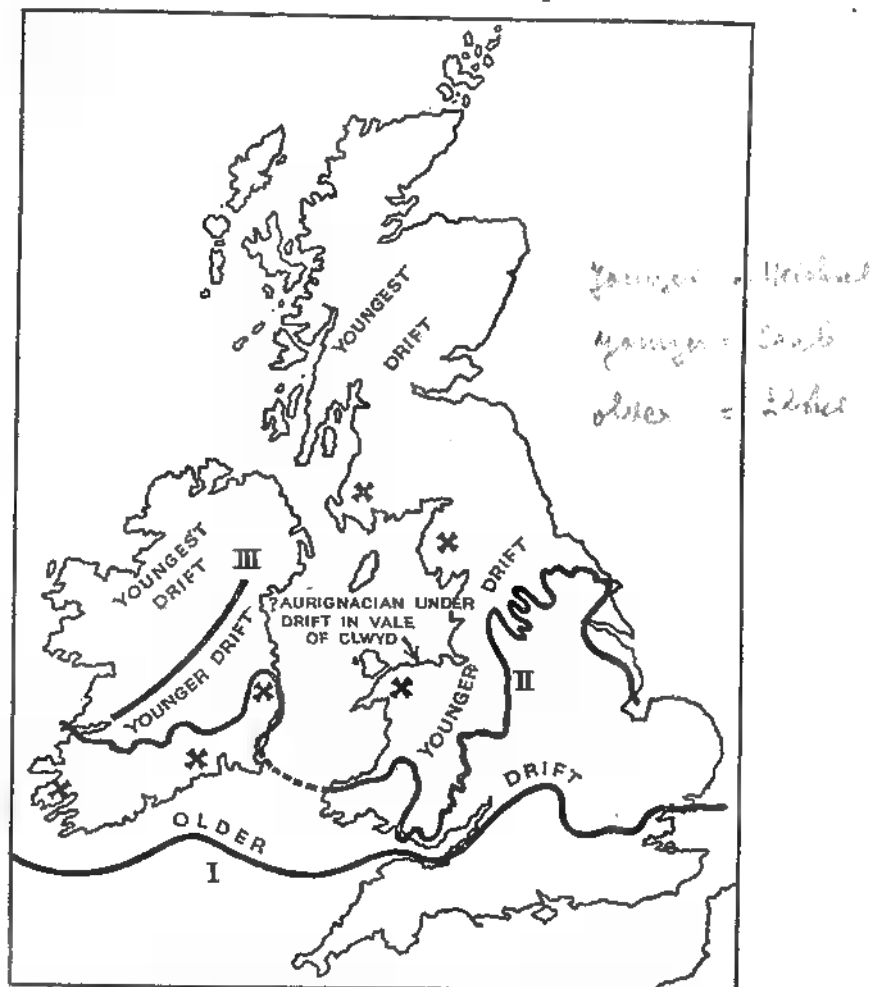 YOUNGEST
DRIFT
YOUNGEST
DRIFT
III
YOUNGER DRIFT
?AURIGNACIAN UNDER
DRIFT IN VALE
OF CLWYD
DRIFT
YOUNGER
II
DRIFT
OLDER
I
older =